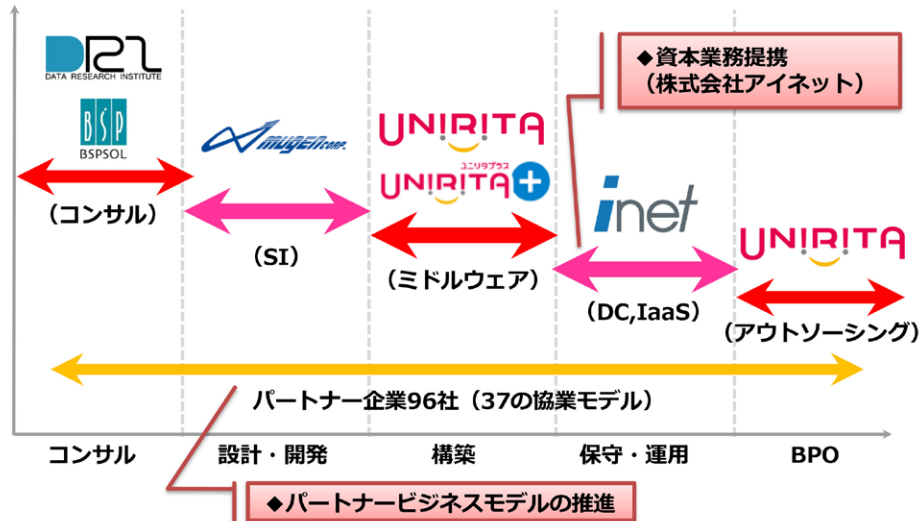 DRI
DATA RESEARCH INSTITUTE
BSP
BSPSOL
(コンサル)
MUGEN CORP.
(SI)
UNIRITA
ユニリタプラス
UNIRITA+
(ミドルウェア)
◆資本業務提携
(株式会社アイネット)
inet
(DC,IaaS)
UNIRITA
(アウトソーシング)
パートナー企業96社(37の協業モデル)
コンサル
設計・開発
構築
保守・運用
BPO
◆パートナービジネスモデルの推進